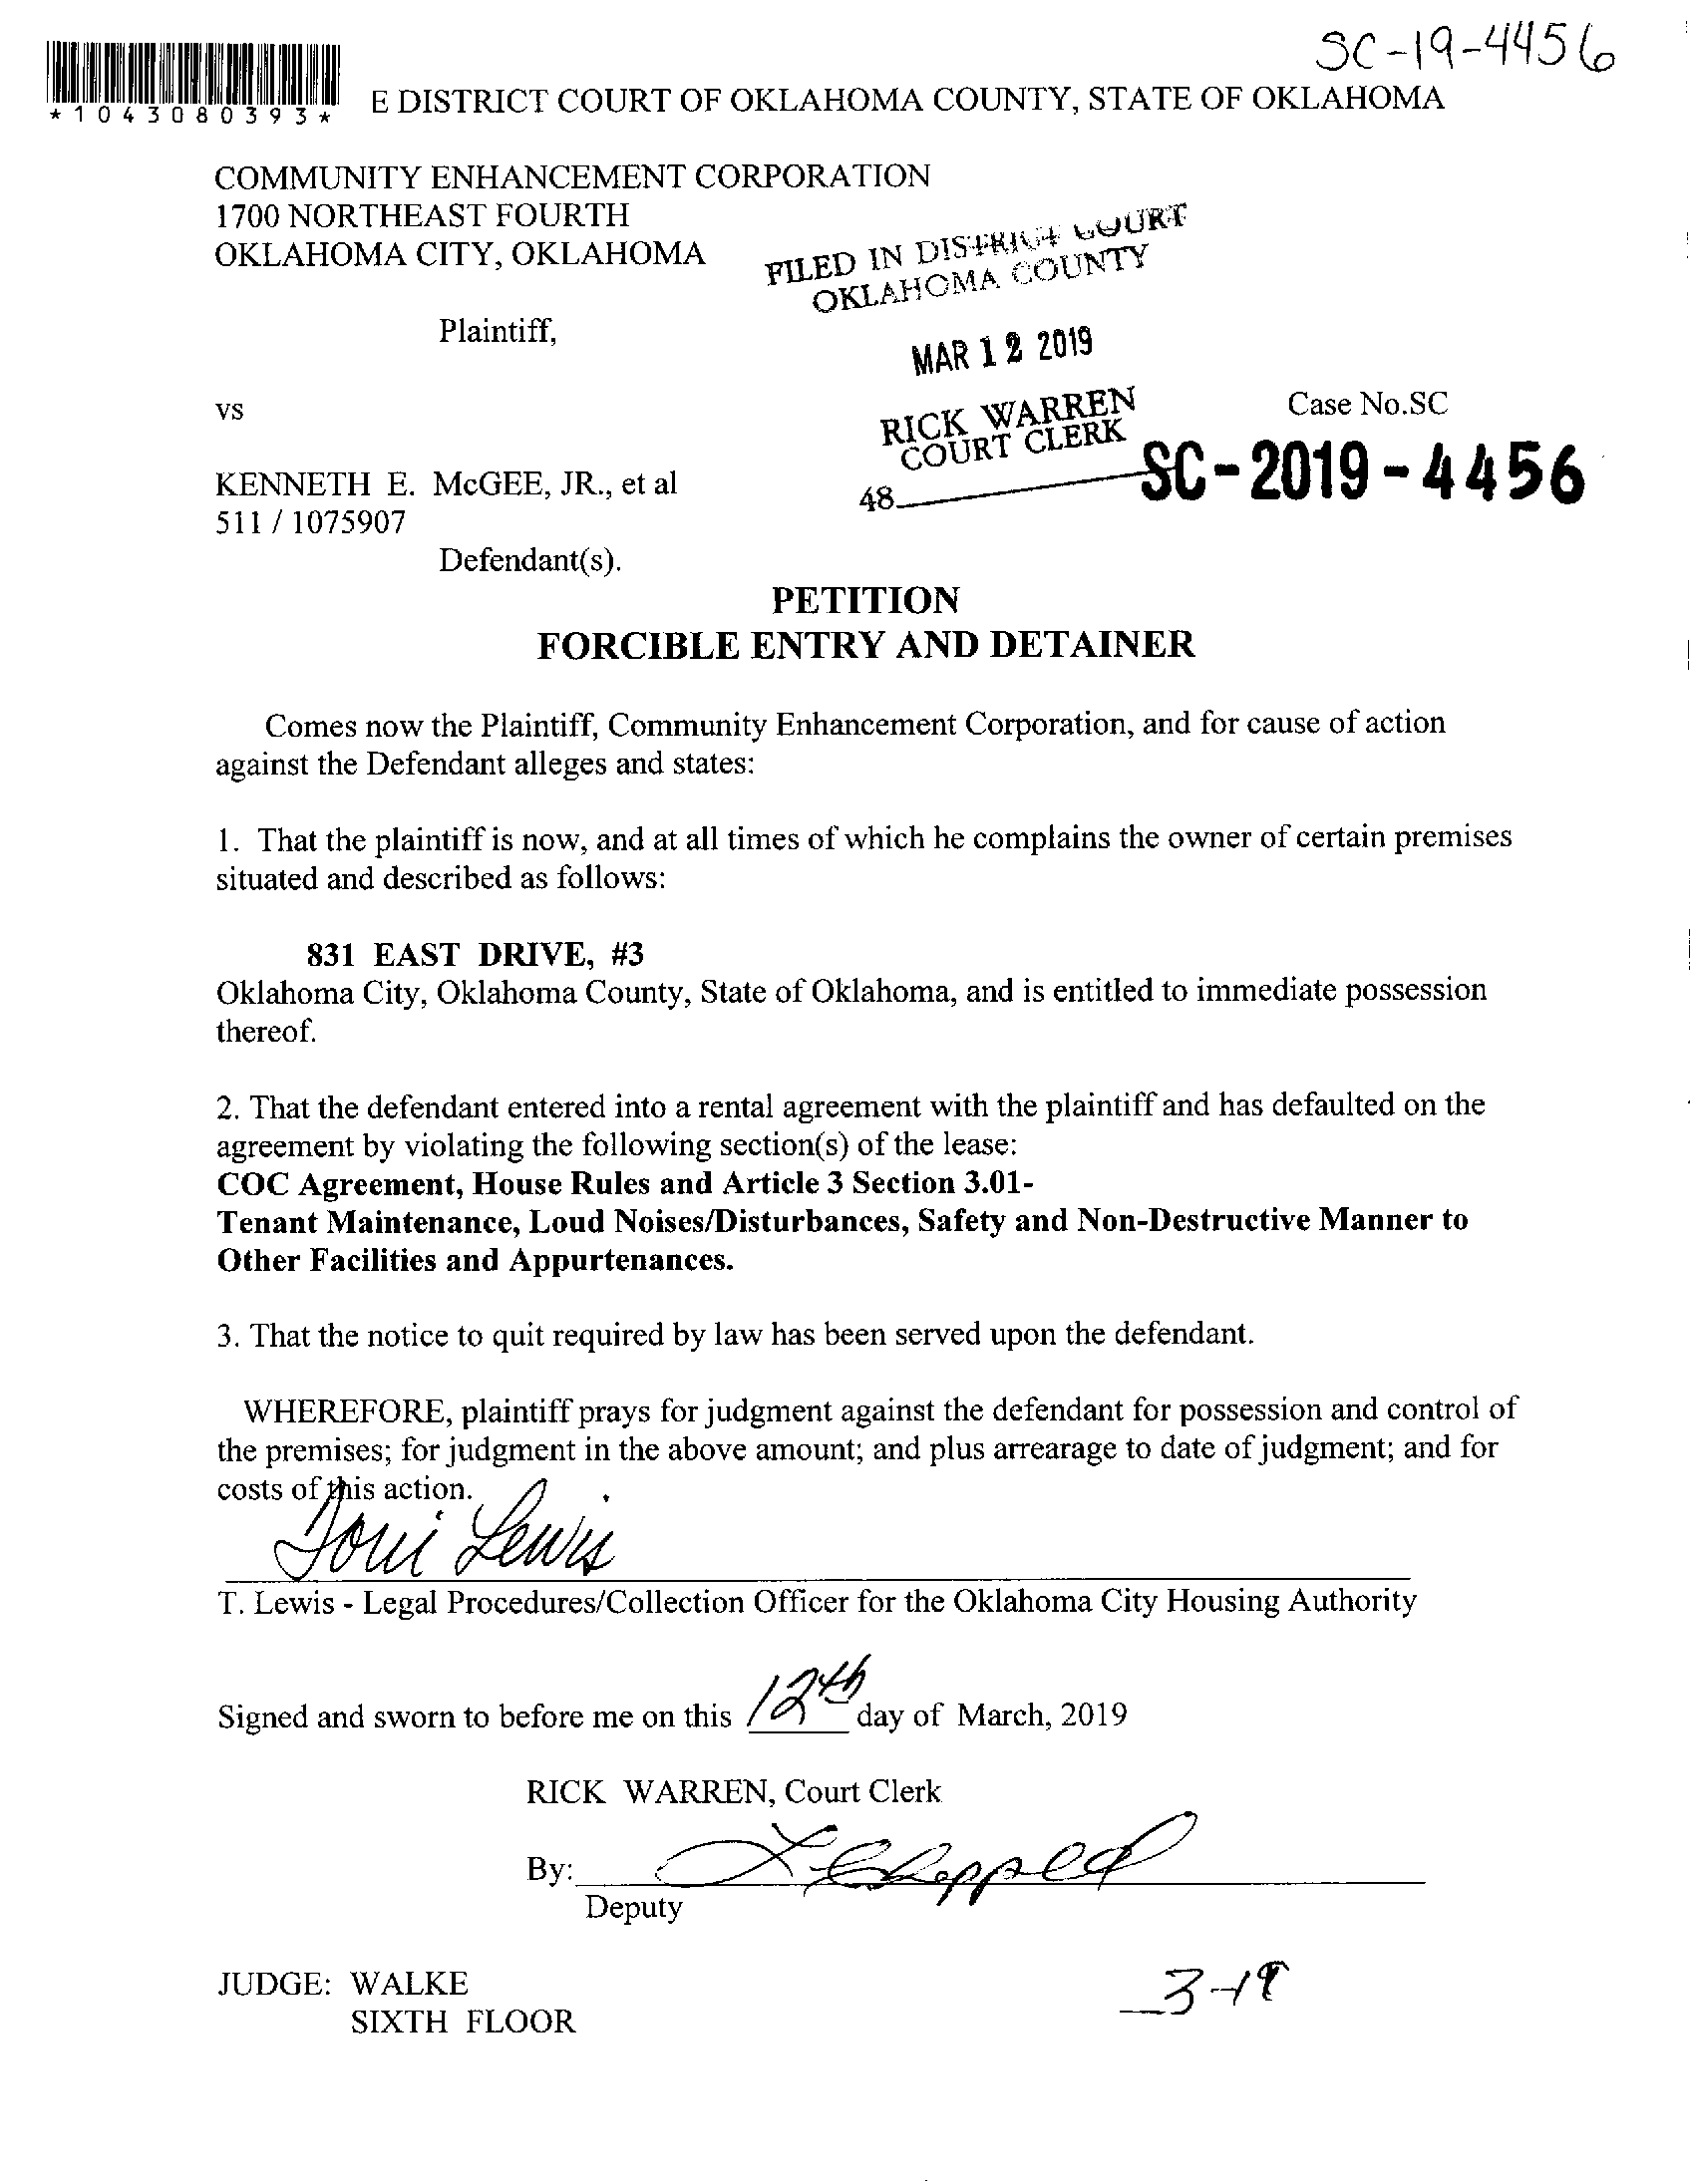 SC-19-4456
*1043080393*
E DISTRICT COURT OF OKLAHOMA COUNTY, STATE OF OKLAHOMA
COMMUNITY ENHANCEMENT CORPORATION
1700 NORTHEAST FOURTH
OKLAHOMA CITY, OKLAHOMA
FILED IN DISTRICT COURT
OKLAHOMA COUNTY
Plaintiff,
MAR 12 2019
vs
RICK WARREN
COURT CLERK
Case No.SC
48
SC-2019-4456
KENNETH E. McGEE, JR., et al
511 / 1075907
Defendant(s).
PETITION
FORCIBLE ENTRY AND DETAINER
Comes now the Plaintiff, Community Enhancement Corporation, and for cause of action
against the Defendant alleges and states:
1. That the plaintiff is now, and at all times of which he complains the owner of certain premises
situated and described as follows:
831 EAST DRIVE, #3
Oklahoma City, Oklahoma County, State of Oklahoma, and is entitled to immediate possession
thereof.
2. That the defendant entered into a rental agreement with the plaintiff and has defaulted on the
agreement by violating the following section(s) of the lease:
COC Agreement, House Rules and Article 3 Section 3.01-
Tenant Maintenance, Loud Noises/Disturbances, Safety and Non-Destructive Manner to
Other Facilities and Appurtenances.
3. That the notice to quit required by law has been served upon the defendant.
WHEREFORE, plaintiff prays for judgment against the defendant for possession and control of
the premises; for judgment in the above amount; and plus arrearage to date of judgment; and for
costs of this action.
Toni Lewis
T. Lewis - Legal Procedures/Collection Officer for the Oklahoma City Housing Authority
Signed and sworn to before me on this 12th day of March, 2019
RICK WARREN, Court Clerk
By:
Deputy
JUDGE: WALKE
SIXTH FLOOR
3-19